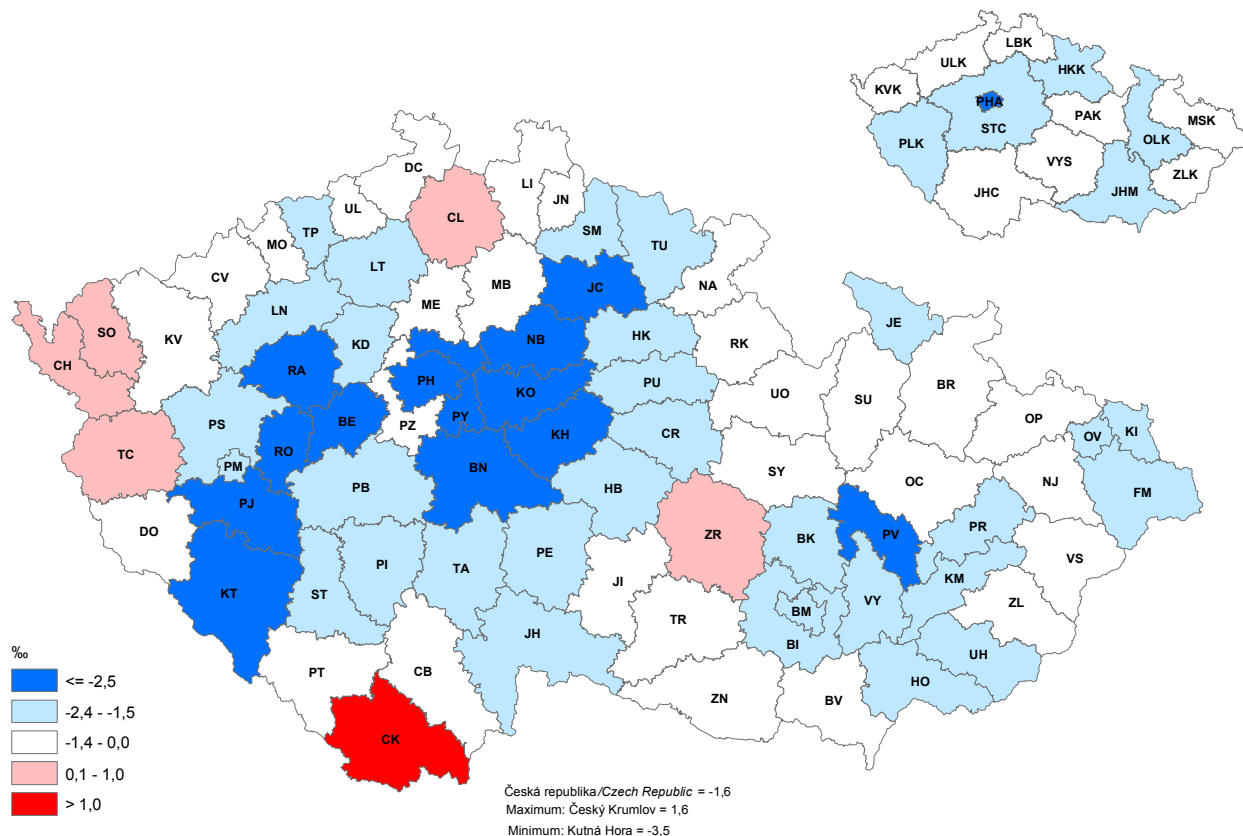 LBK
ULK
HKK
KVK
PHA
PAK
MSK
STC
OLK
PLK
VYS
ZLK
JHC
JHM
DC
LI
JN
UL
CL
TP
SM
MO
TU
LT
CV
JC
MB
NA
ME
SO
LN
KV
JE
NB
HK
KD
RK
CH
RA
PH
KO
PU
BR
UO
SU
OP
PS
BE
PZ
PY
KH
CR
OV
KI
TC
RO
PM
BN
SY
OC
PB
HB
NJ
FM
PJ
DO
ZR
BK
PV
PR
PE
VS
KT
ST
PI
TA
JI
KM
BM
VY
ZL
TR
JH
BI
UH
‰
PT
CB
HO
<= -2,5
ZN
BV
-2,4 - -1,5
-1,4 - 0,0
CK
0,1 - 1,0
> 1,0
Česká republika/Czech Republic = -1,6
Maximum: Český Krumlov = 1,6
Minimum: Kutná Hora = -3,5